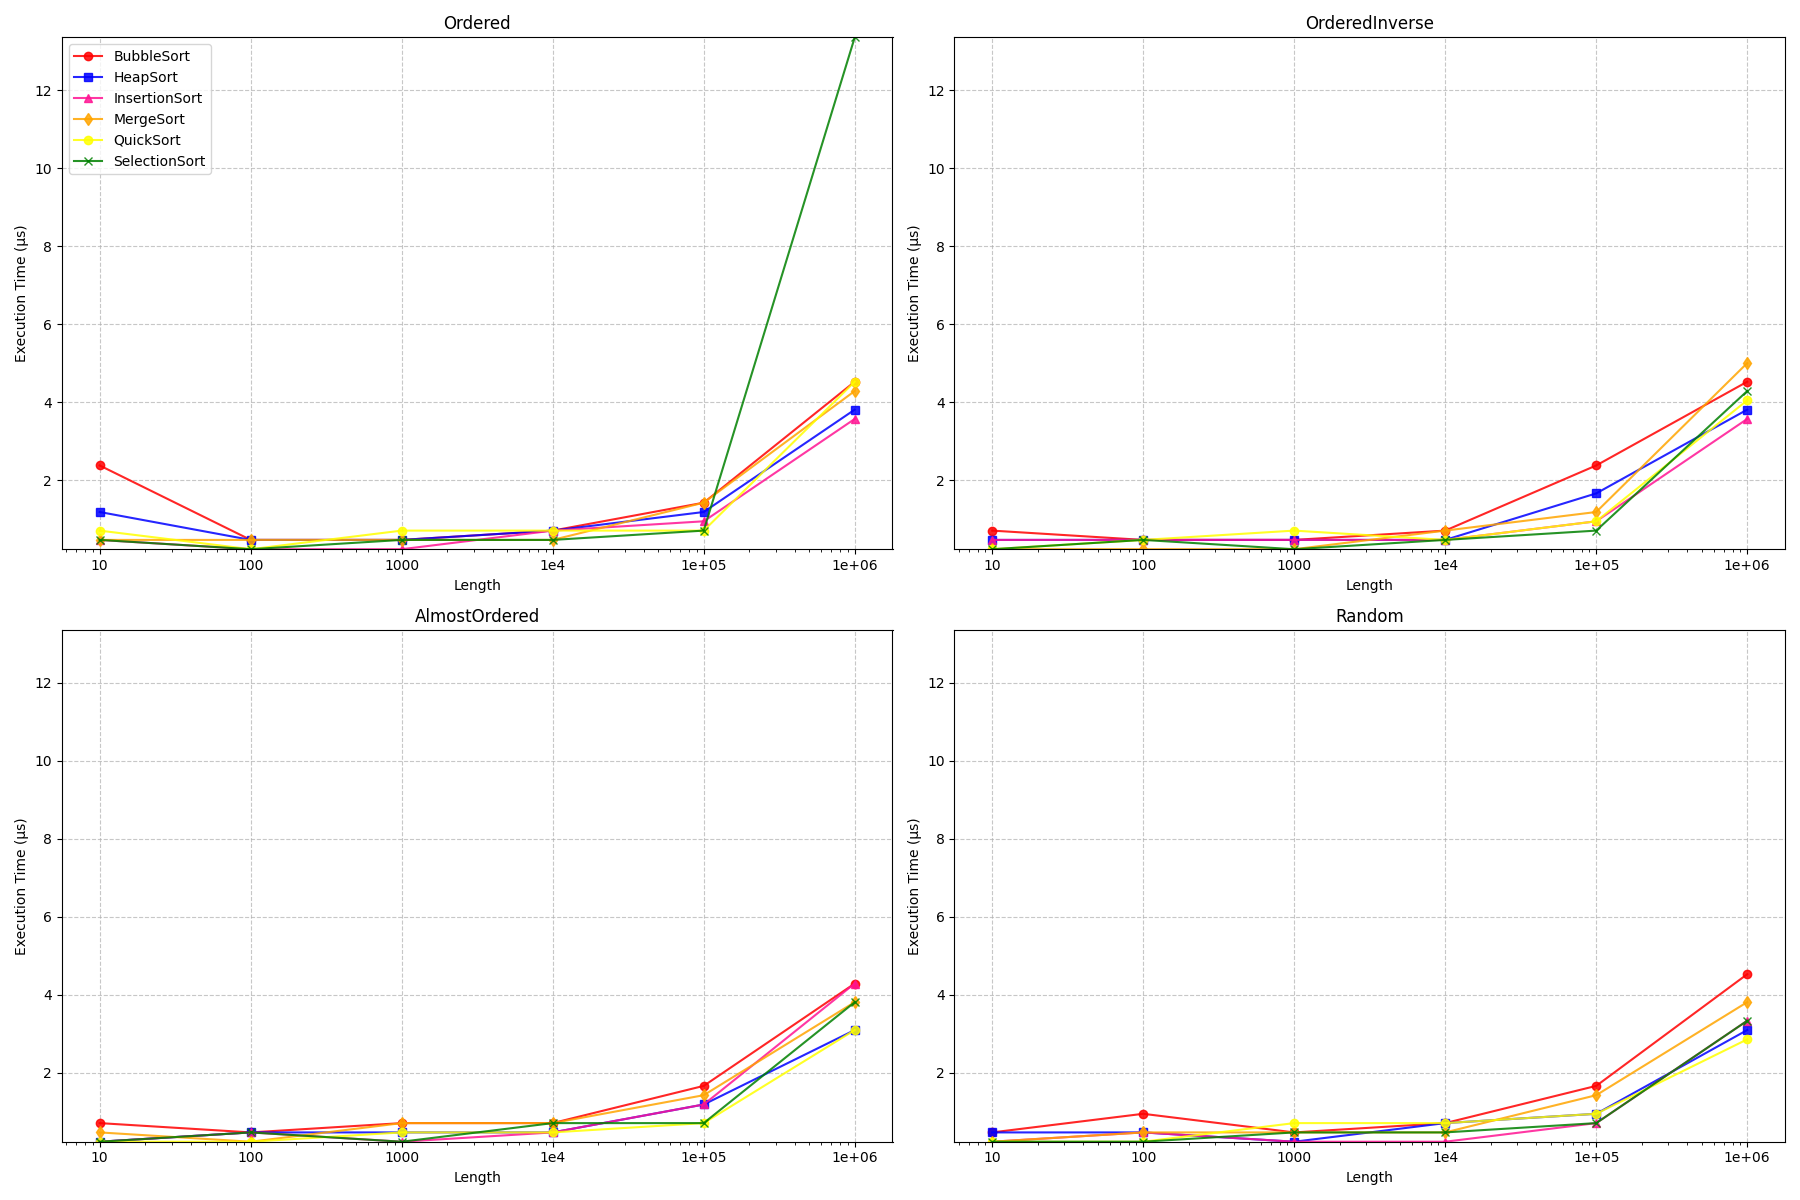 Ordered
BubbleSort
HeapSort
InsertionSort
MergeSort
QuickSort
SelectionSort
Execution Time (µs)
12
10
8
6
4
2
10 100 1000 1e4 1e+05 1e+06
Length
OrderedInverse
Execution Time (µs)
12
10
8
6
4
2
10 100 1000 1e4 1e+05 1e+06
Length
AlmostOrdered
Execution Time (µs)
12
10
8
6
4
2
10 100 1000 1e4 1e+05 1e+06
Length
Random
Execution Time (µs)
12
10
8
6
4
2
10 100 1000 1e4 1e+05 1e+06
Length